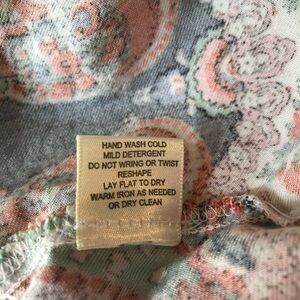 HAND WASH COLD
MILD DETERGENT
DO NOT WRING OR TWIST
RESHAPE
LAY FLAT TO DRY
WARM IRON AS NEEDED
OR DRY CLEAN